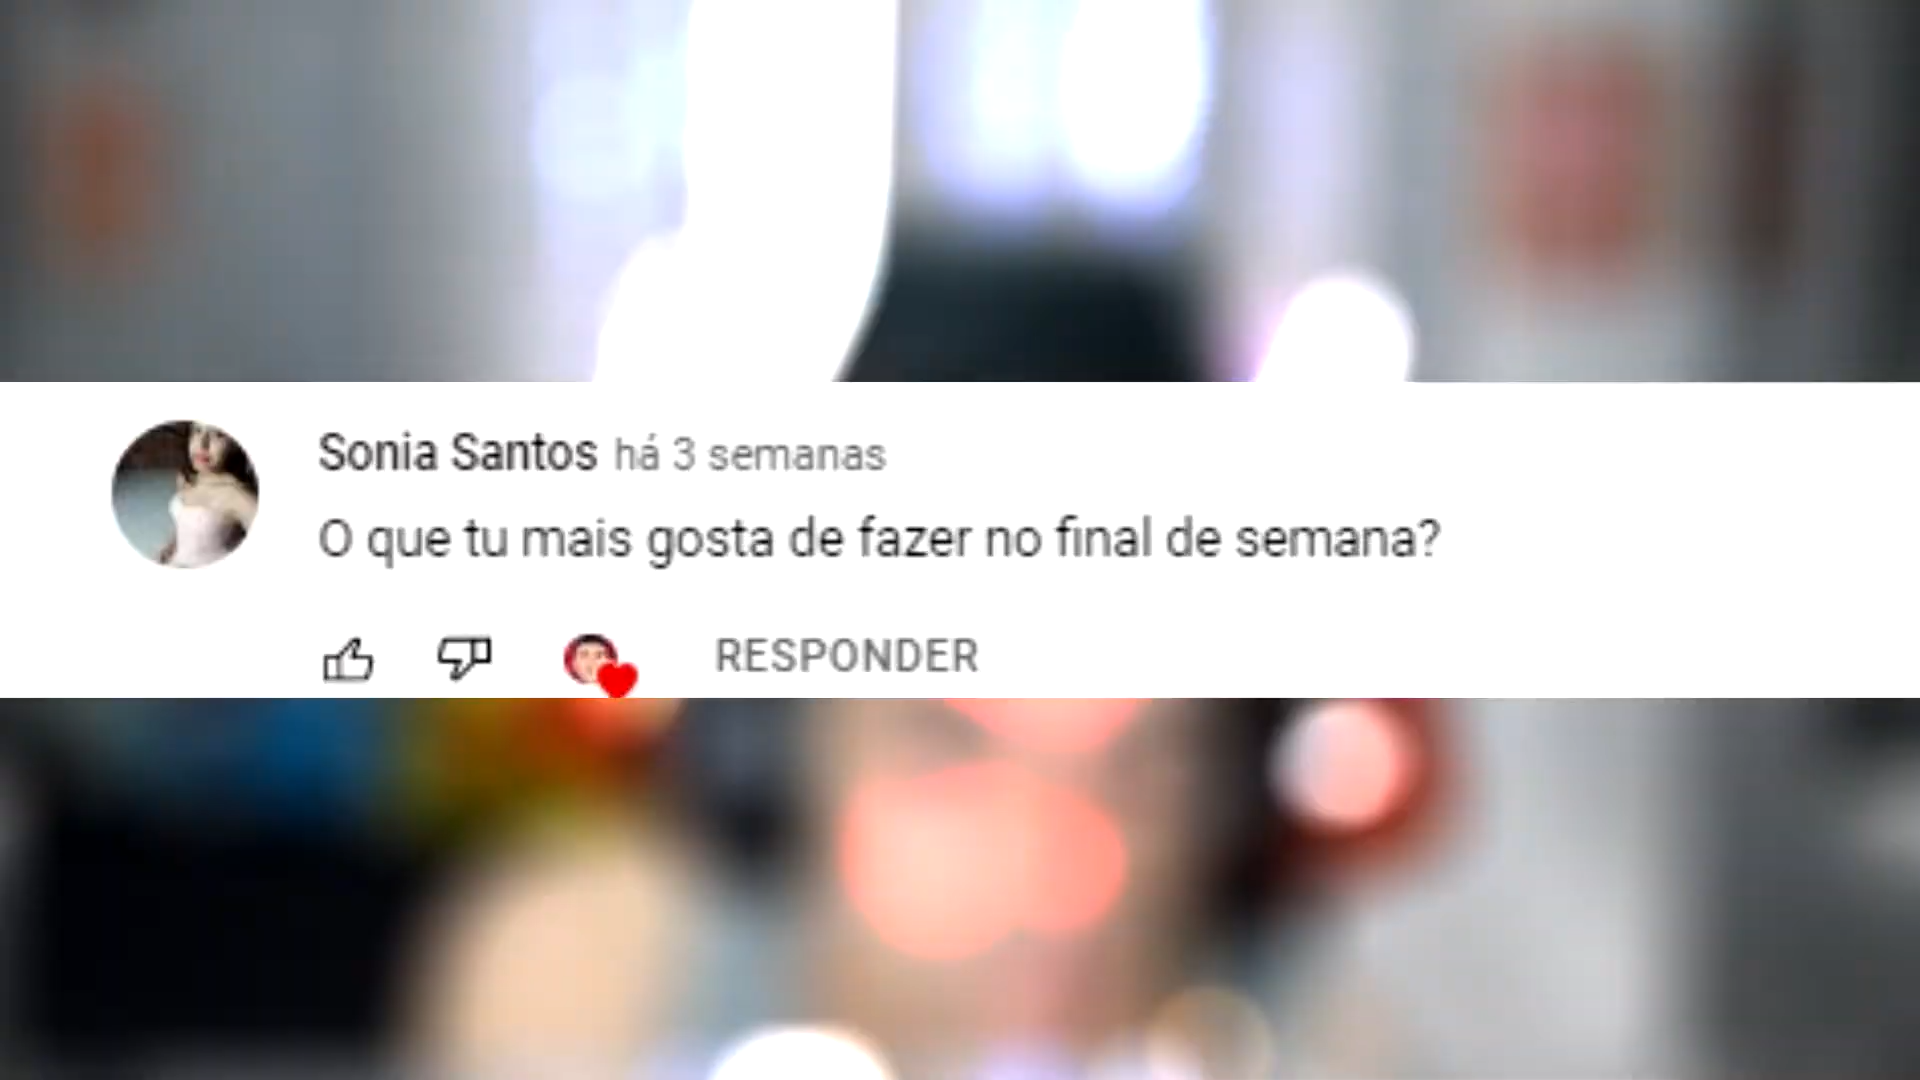 Sonia Santos há 3 semanas
O que tu mais gosta de fazer no final de semana?
RESPONDER